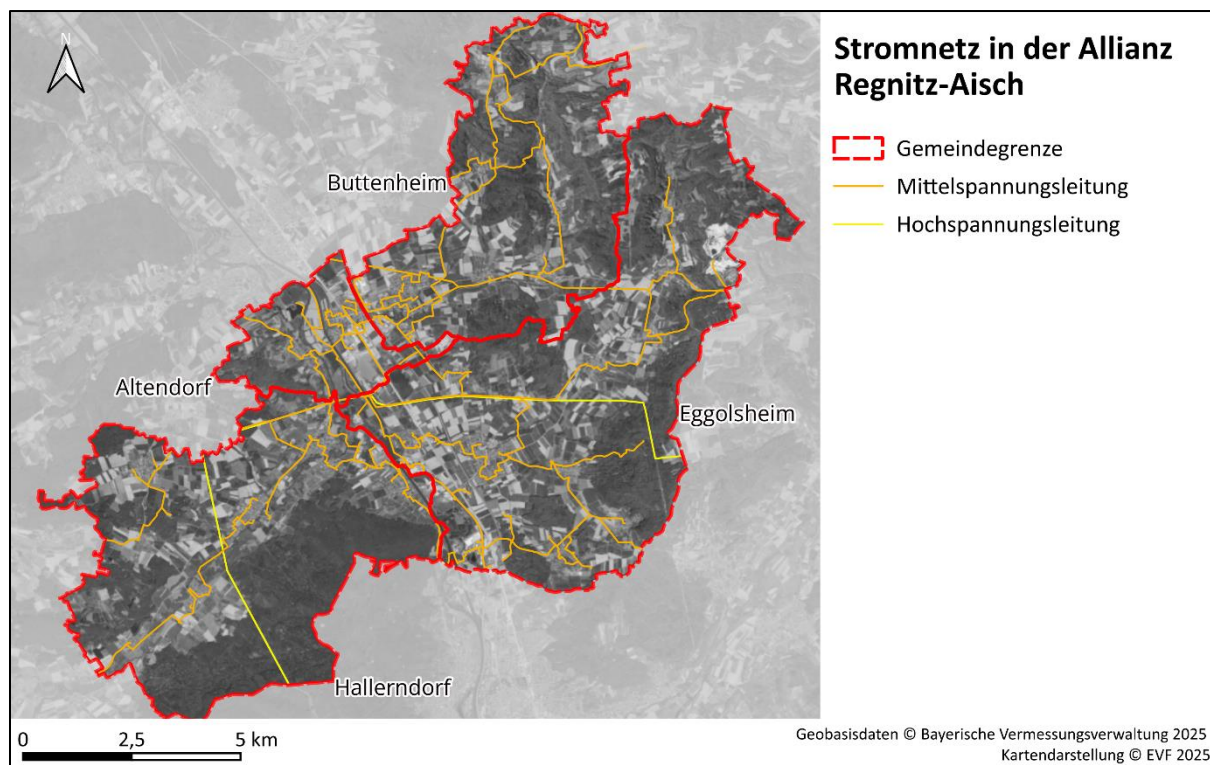 Stromnetz in der Allianz
Regnitz-Aisch
Gemeindegrenze
Mittelspannungsleitung
Hochspannungsleitung
N
Buttenheim
Altendorf
Eggolsheim
Hallerndorf
0 2,5 5 km
Geobasisdaten © Bayerische Vermessungsverwaltung 2025
Kartendarstellung © EVF 2025